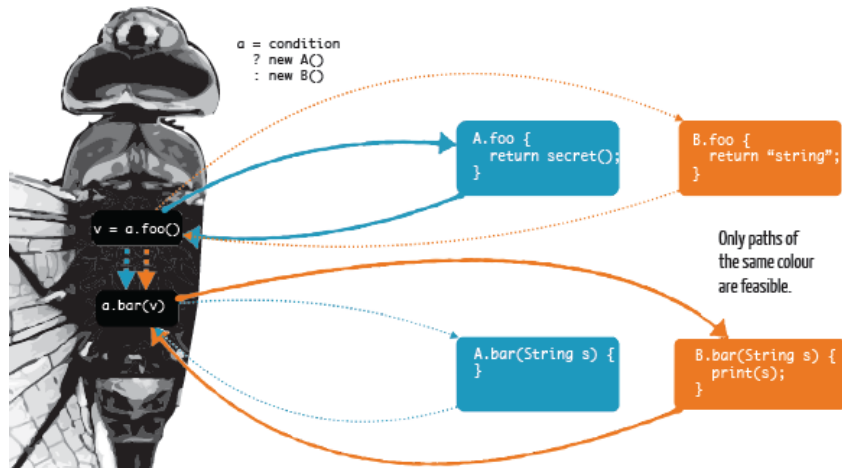 a = condition
? new A()
: new B()
A.foo {
return secret();
}
B.foo {
return “string”;
}
v = a.foo()
Only paths of
the same colour
are feasible.
a.bar(v)
A.bar(String s) {
}
B.bar(String s) {
print(s);
}